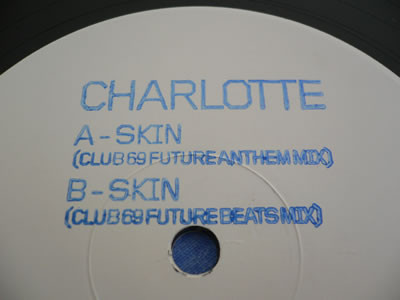 CHARLOTTE
A-SKIN
(CLUB 69 FUTURE ANTHEM MIX)
B-SKIN
(CLUB 69 FUTURE BEATS MIX)